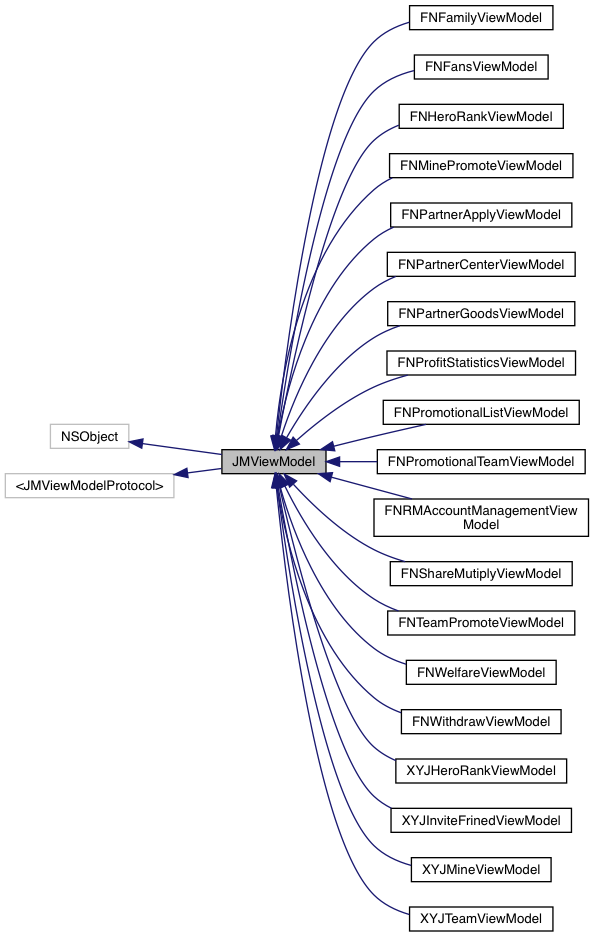 FNFamilyViewModel
FNFansViewModel
FNHeroRankViewModel
FNMinePromoteViewModel
FNPartnerApplyViewModel
FNPartnerCenterViewModel
FNPartnerGoodsViewModel
FNProfitStatisticsViewModel
FNPromotionalListViewModel
NSObject
JMViewModel
FNPromotionalTeamViewModel
<JMViewModelProtocol>
FNRMAccountManagementView
Model
FNShareMutiplyViewModel
FNTeamPromoteViewModel
FNWelfareViewModel
FNWithdrawViewModel
XYJHeroRankViewModel
XYJInviteFrinedViewModel
XYJMineViewModel
XYJTeamViewModel